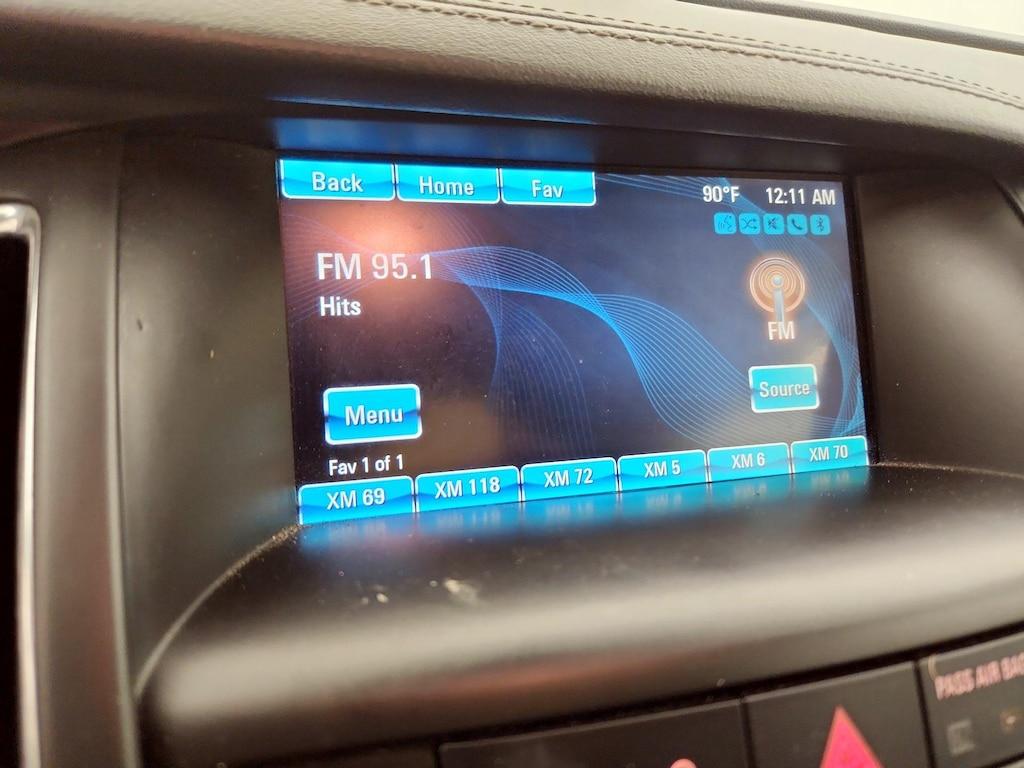 Back Home Fav
90°F 12:11 AM
FM 95.1
Hits
FM
Menu
Source
Fav 1 of 1
XM 69 XM 118 XM 72 XM 5 XM 6 XM 70
PASS AIR BAG